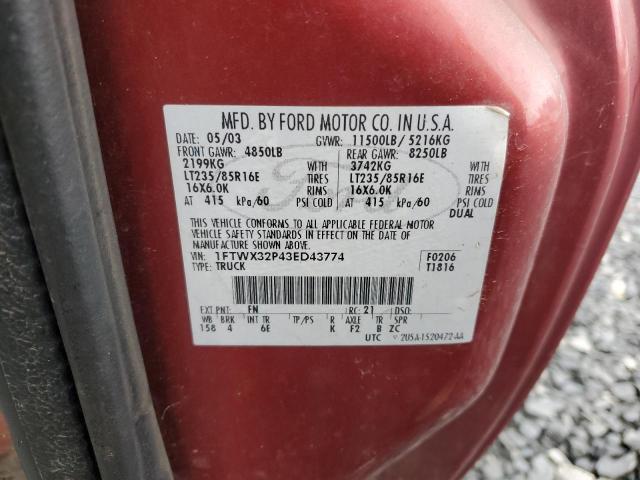 MFD. BY FORD MOTOR CO. IN U.S.A.
DATE: 05/03 GVWR: 11500LB/ 5216KG
FRONT GAWR: 4850LB REAR GAWR: 8250LB
2199KG WITH 3742KG WITH
LT235/85R16E TIRES LT235/85R16E TIRES
16X6.0K RIMS 16X6.0K RIMS
AT 415 kPa/60 PSI COLD AT 415 kPa/60 PSI COLD
DUAL
THIS VEHICLE CONFORMS TO ALL APPLICABLE FEDERAL MOTOR
VEHICLE SAFETY STANDARDS IN EFFECT ON THE DATE OF
MANUFACTURE SHOWN ABOVE.
VIN: 1FTWX32P43ED43774 F0206
TYPE: TRUCK T1816
EXT PNT: FN RC: 21 DSO:
WB BRK INT TR TP/PS R AXLE TR SPR
158 4 6E K F2 B ZC
UTC ▽ 2U5A-1520472-AA
Ford